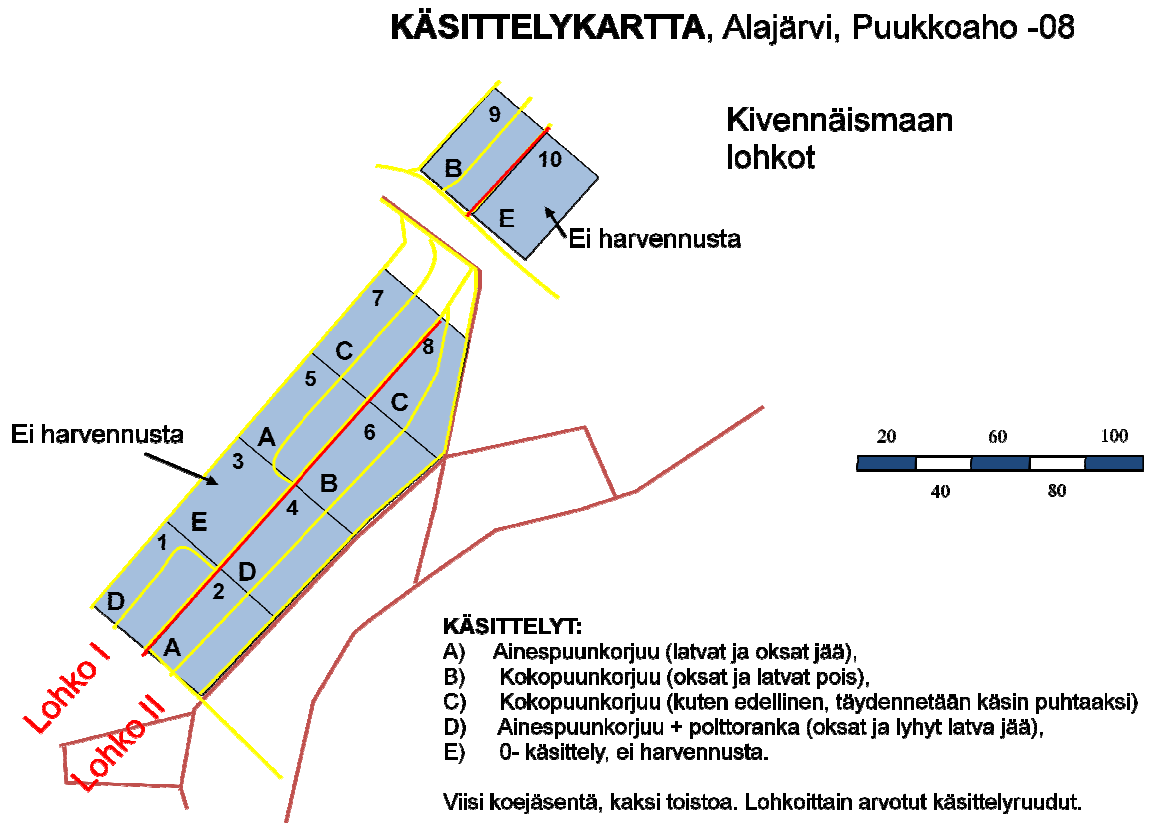 KÄSITTELYKARTTA, Alajärvi, Puukkoaho -08
Kivennäismaan
lohkot
9
10
B
E
Ei harvennusta
7
8
C
5
C
6
Ei harvennusta
A
3
B
4
E
1
D
2
D
A
Lohko I
Lohko II
20 60 100
40 80
KÄSITTELYT:
A) Ainespuunkorjuu (latvat ja oksat jää),
B) Kokopuunkorjuu (oksat ja latvat pois),
C) Kokopuunkorjuu (kuten edellinen, täydennetään käsin puhtaaksi)
D) Ainespuunkorjuu + polttoranka (oksat ja lyhyt latva jää),
E) 0- käsittely, ei harvennusta.
Viisi koejäsentä, kaksi toistoa. Lohkoittain arvotut käsittelyruudut.